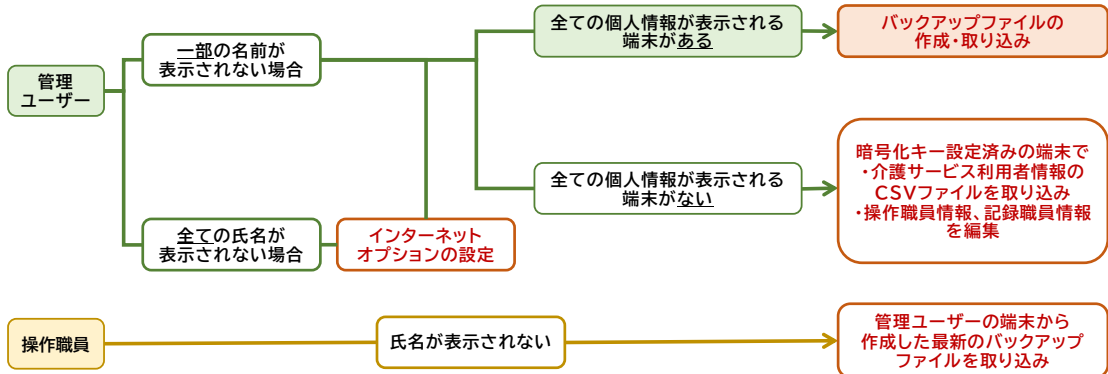 管理
ユーザー
一部の名前が
表示されない場合
全ての個人情報が表示される
端末がある
バックアップファイルの
作成・取り込み
全ての個人情報が表示される
端末がない
暗号化キー設定済みの端末で
・介護サービス利用者情報の
CSVファイルを取り込み
・操作職員情報、記録職員情報
を編集
全ての氏名が
表示されない場合
インターネット
オプションの設定
操作職員
氏名が表示されない
管理ユーザーの端末から
作成した最新のバックアップ
ファイルを取り込み